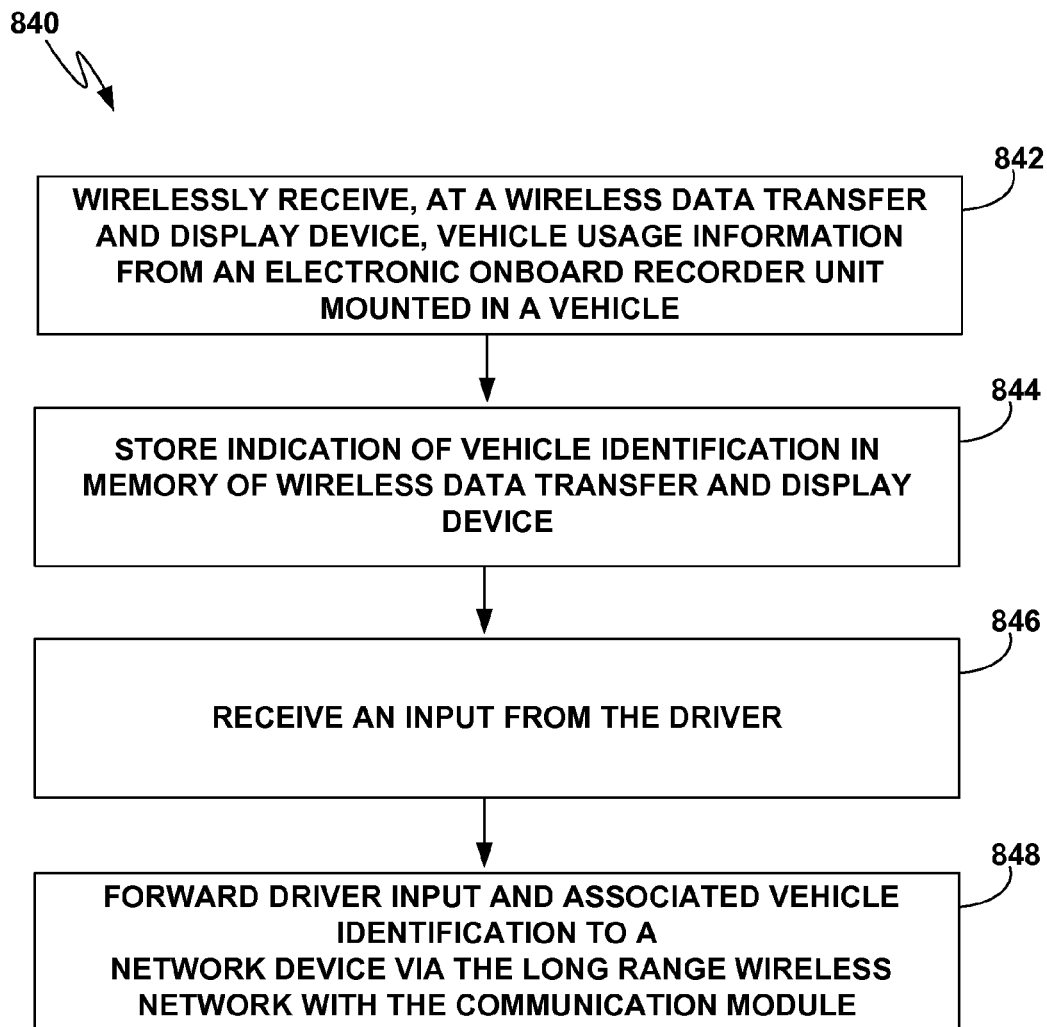 840
842
WIRELESSLY RECEIVE, AT A WIRELESS DATA TRANSFER
AND DISPLAY DEVICE, VEHICLE USAGE INFORMATION
FROM AN ELECTRONIC ONBOARD RECORDER UNIT
MOUNTED IN A VEHICLE
844
STORE INDICATION OF VEHICLE IDENTIFICATION IN
MEMORY OF WIRELESS DATA TRANSFER AND DISPLAY
DEVICE
846
RECEIVE AN INPUT FROM THE DRIVER
848
FORWARD DRIVER INPUT AND ASSOCIATED VEHICLE
IDENTIFICATION TO A
NETWORK DEVICE VIA THE LONG RANGE WIRELESS
NETWORK WITH THE COMMUNICATION MODULE